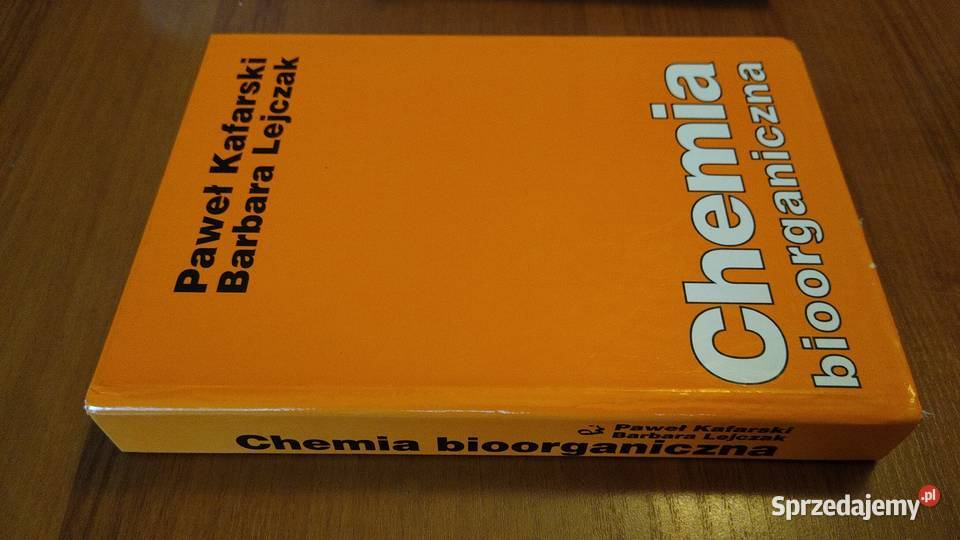 Paweł Kafarski
Barbara Lejczak
Chemia
bioorganiczna
Chemia bioorganiczna
Paweł Kafarski
Barbara Lejczak
Sprzedajemy.pl